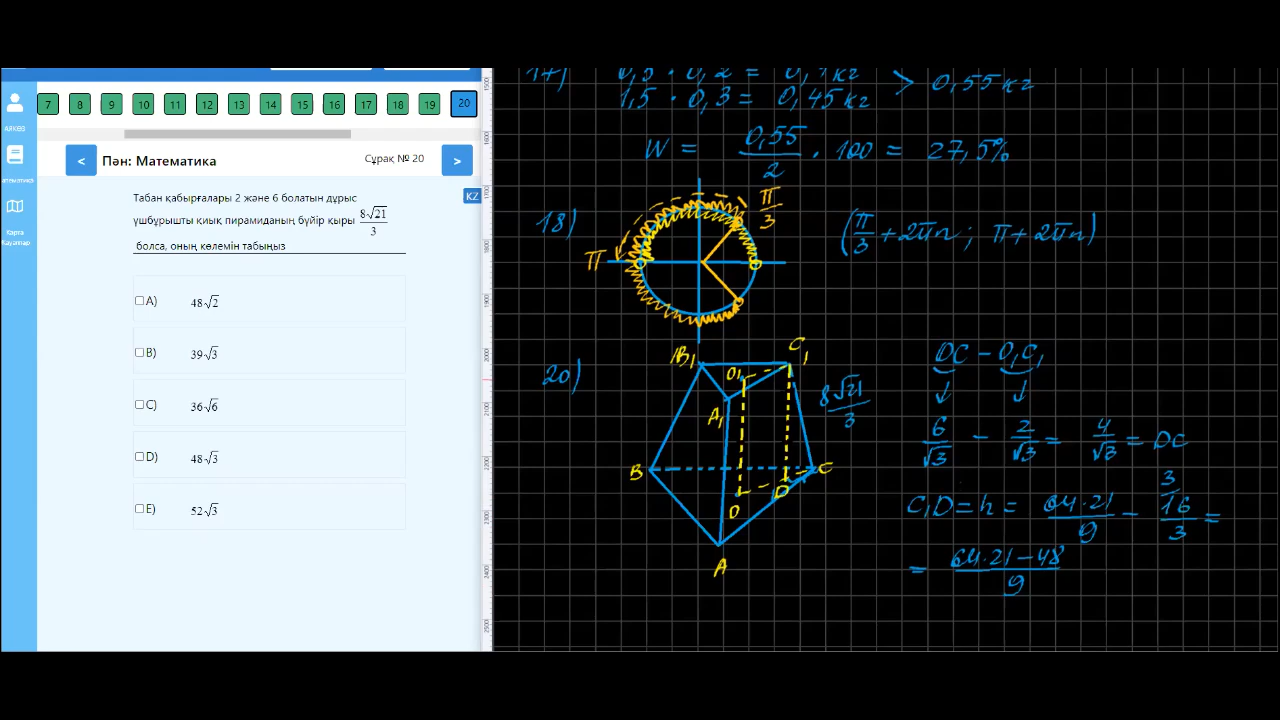 7 8 9 10 11 12 13 14 15 16 17 18 19 20
АЯКӨЗ
< Пән: Математика Сұрақ № 20 >
KZ
Карта
Табан қабырғалары 2 және 6 болатын дұрыс
үшбұрышты қиық пирамиданың бүйір қыры 8√21/3
болса, оның көлемін табыңыз
A) 48√2
B) 39√3
C) 36√6
D) 48√3
E) 52√3
1,5 · 0,3 = 0,45 кг > 0,55 кг
W = 0,55/2 · 100 = 27,5%
18) π π/3 (π/3 + 2πn; π + 2πn)
20) B₁ C₁ O₁ A₁ 8√21/3 B C D O A
DC - O₁C₁
↓ ↓
6/√3 - 2/√3 = 4/√3 = DC
C₁D = h = 64·21/9 - 16/3 =
3
= 64·21-48/9